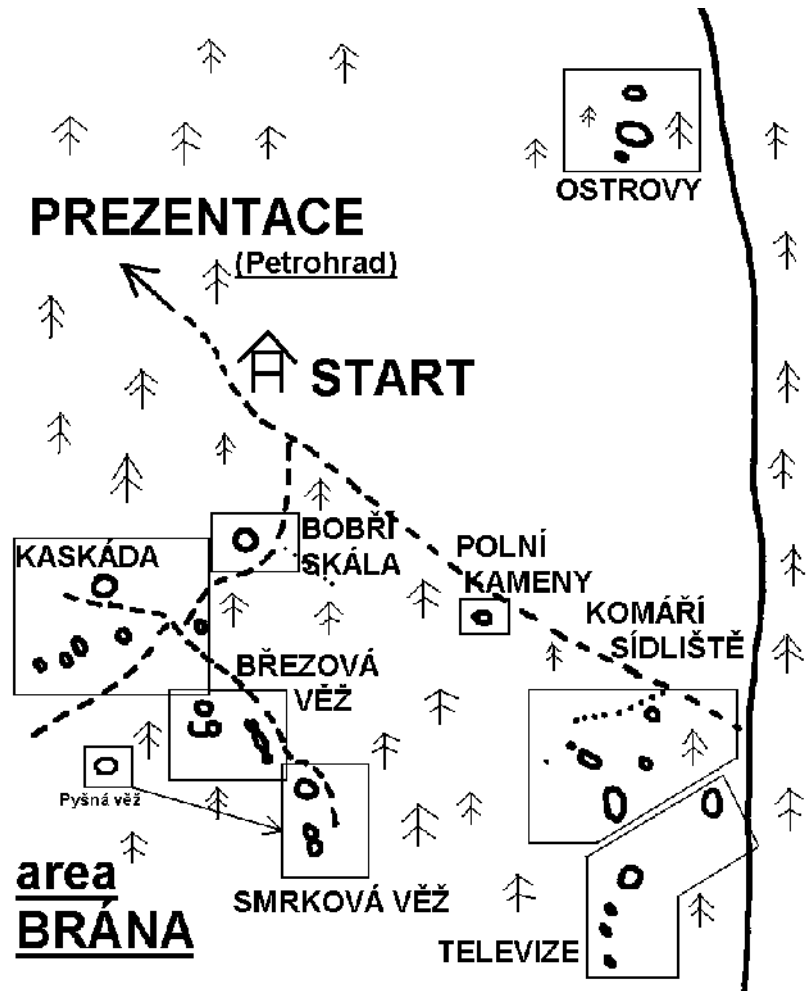 OSTROVY
PREZENTACE
(Petrohrad)
START
BOBŘÍ
SKÁLA
KASKÁDA
POLNÍ
KAMENY
KOMÁŘÍ
SÍDLIŠTĚ
BŘEZOVÁ
VĚŽ
Pyšná věž
area
BRÁNA
SMRKOVÁ VĚŽ
TELEVIZE